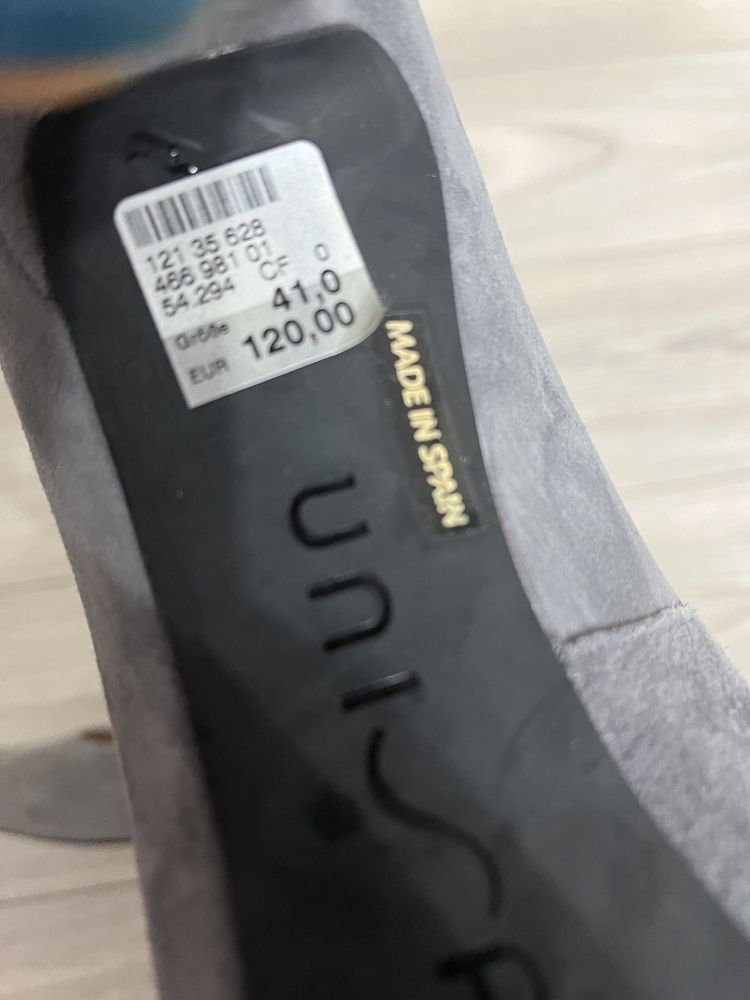 121 35 628
466 981 01
54.294 CF 0
Größe 41,0
EUR 120,00
MADE IN SPAIN
unis